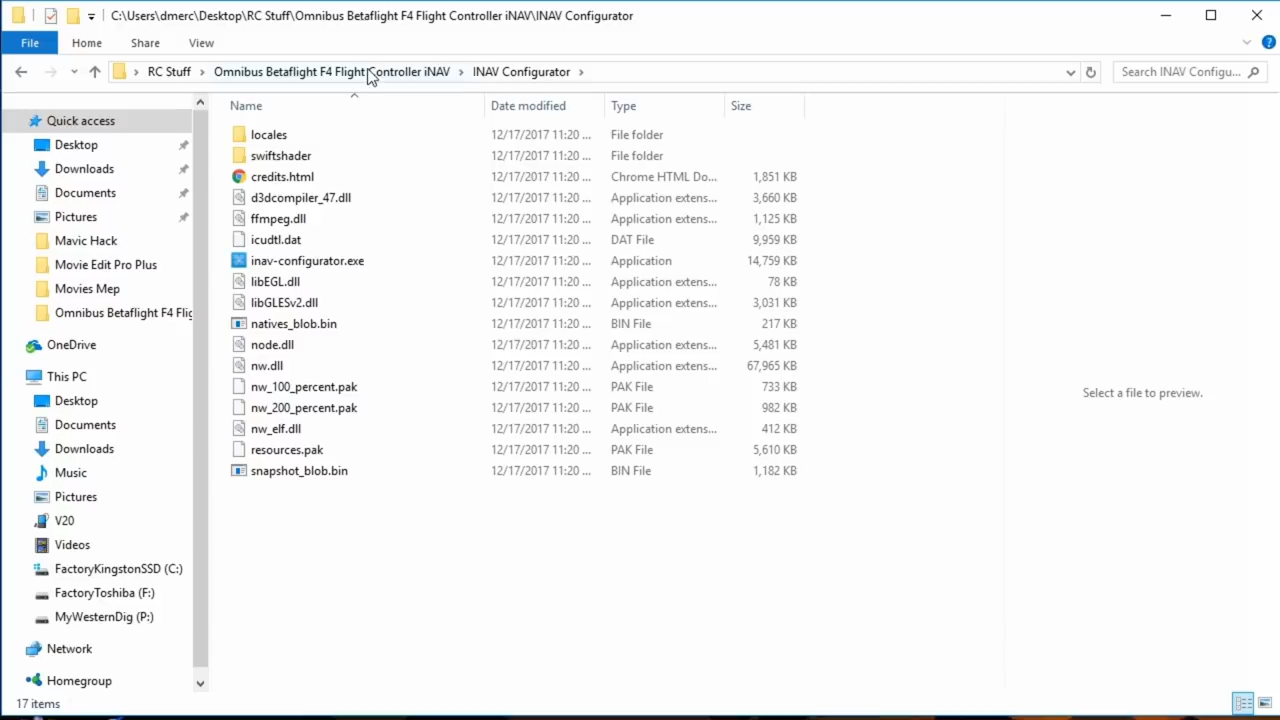 C:\Users\dmerc\Desktop\RC Stuff\Omnibus Betaflight F4 Flight Controller iNAV\INAV Configurator
File Home Share View
RC Stuff Omnibus Betaflight F4 Flight Controller iNAV INAV Configurator Search INAV Configu...
Name Date modified Type Size
Quick access
Desktop
Downloads
Documents
Pictures
Mavic Hack
Movie Edit Pro Plus
Movies Mep
Omnibus Betaflight F4 Flig
OneDrive
This PC
Desktop
Documents
Downloads
Music
Pictures
V20
Videos
FactoryKingstonSSD (C:)
FactoryToshiba (F:)
MyWesternDig (P:)
Network
Homegroup
locales 12/17/2017 11:20 ... File folder
swiftshader 12/17/2017 11:20 ... File folder
credits.html 12/17/2017 11:20 ... Chrome HTML Do... 1,851 KB
d3dcompiler_47.dll 12/17/2017 11:20 ... Application extens... 3,660 KB
ffmpeg.dll 12/17/2017 11:20 ... Application extens... 1,125 KB
icudtl.dat 12/17/2017 11:20 ... DAT File 9,959 KB
inav-configurator.exe 12/17/2017 11:20 ... Application 14,759 KB
libEGL.dll 12/17/2017 11:20 ... Application extens... 78 KB
libGLESv2.dll 12/17/2017 11:20 ... Application extens... 3,031 KB
natives_blob.bin 12/17/2017 11:20 ... BIN File 217 KB
node.dll 12/17/2017 11:20 ... Application extens... 5,481 KB
nw.dll 12/17/2017 11:20 ... Application extens... 67,965 KB
nw_100_percent.pak 12/17/2017 11:20 ... PAK File 733 KB
nw_200_percent.pak 12/17/2017 11:20 ... PAK File 982 KB
nw_elf.dll 12/17/2017 11:20 ... Application extens... 412 KB
resources.pak 12/17/2017 11:20 ... PAK File 5,610 KB
snapshot_blob.bin 12/17/2017 11:20 ... BIN File 1,182 KB
Select a file to preview.
17 items